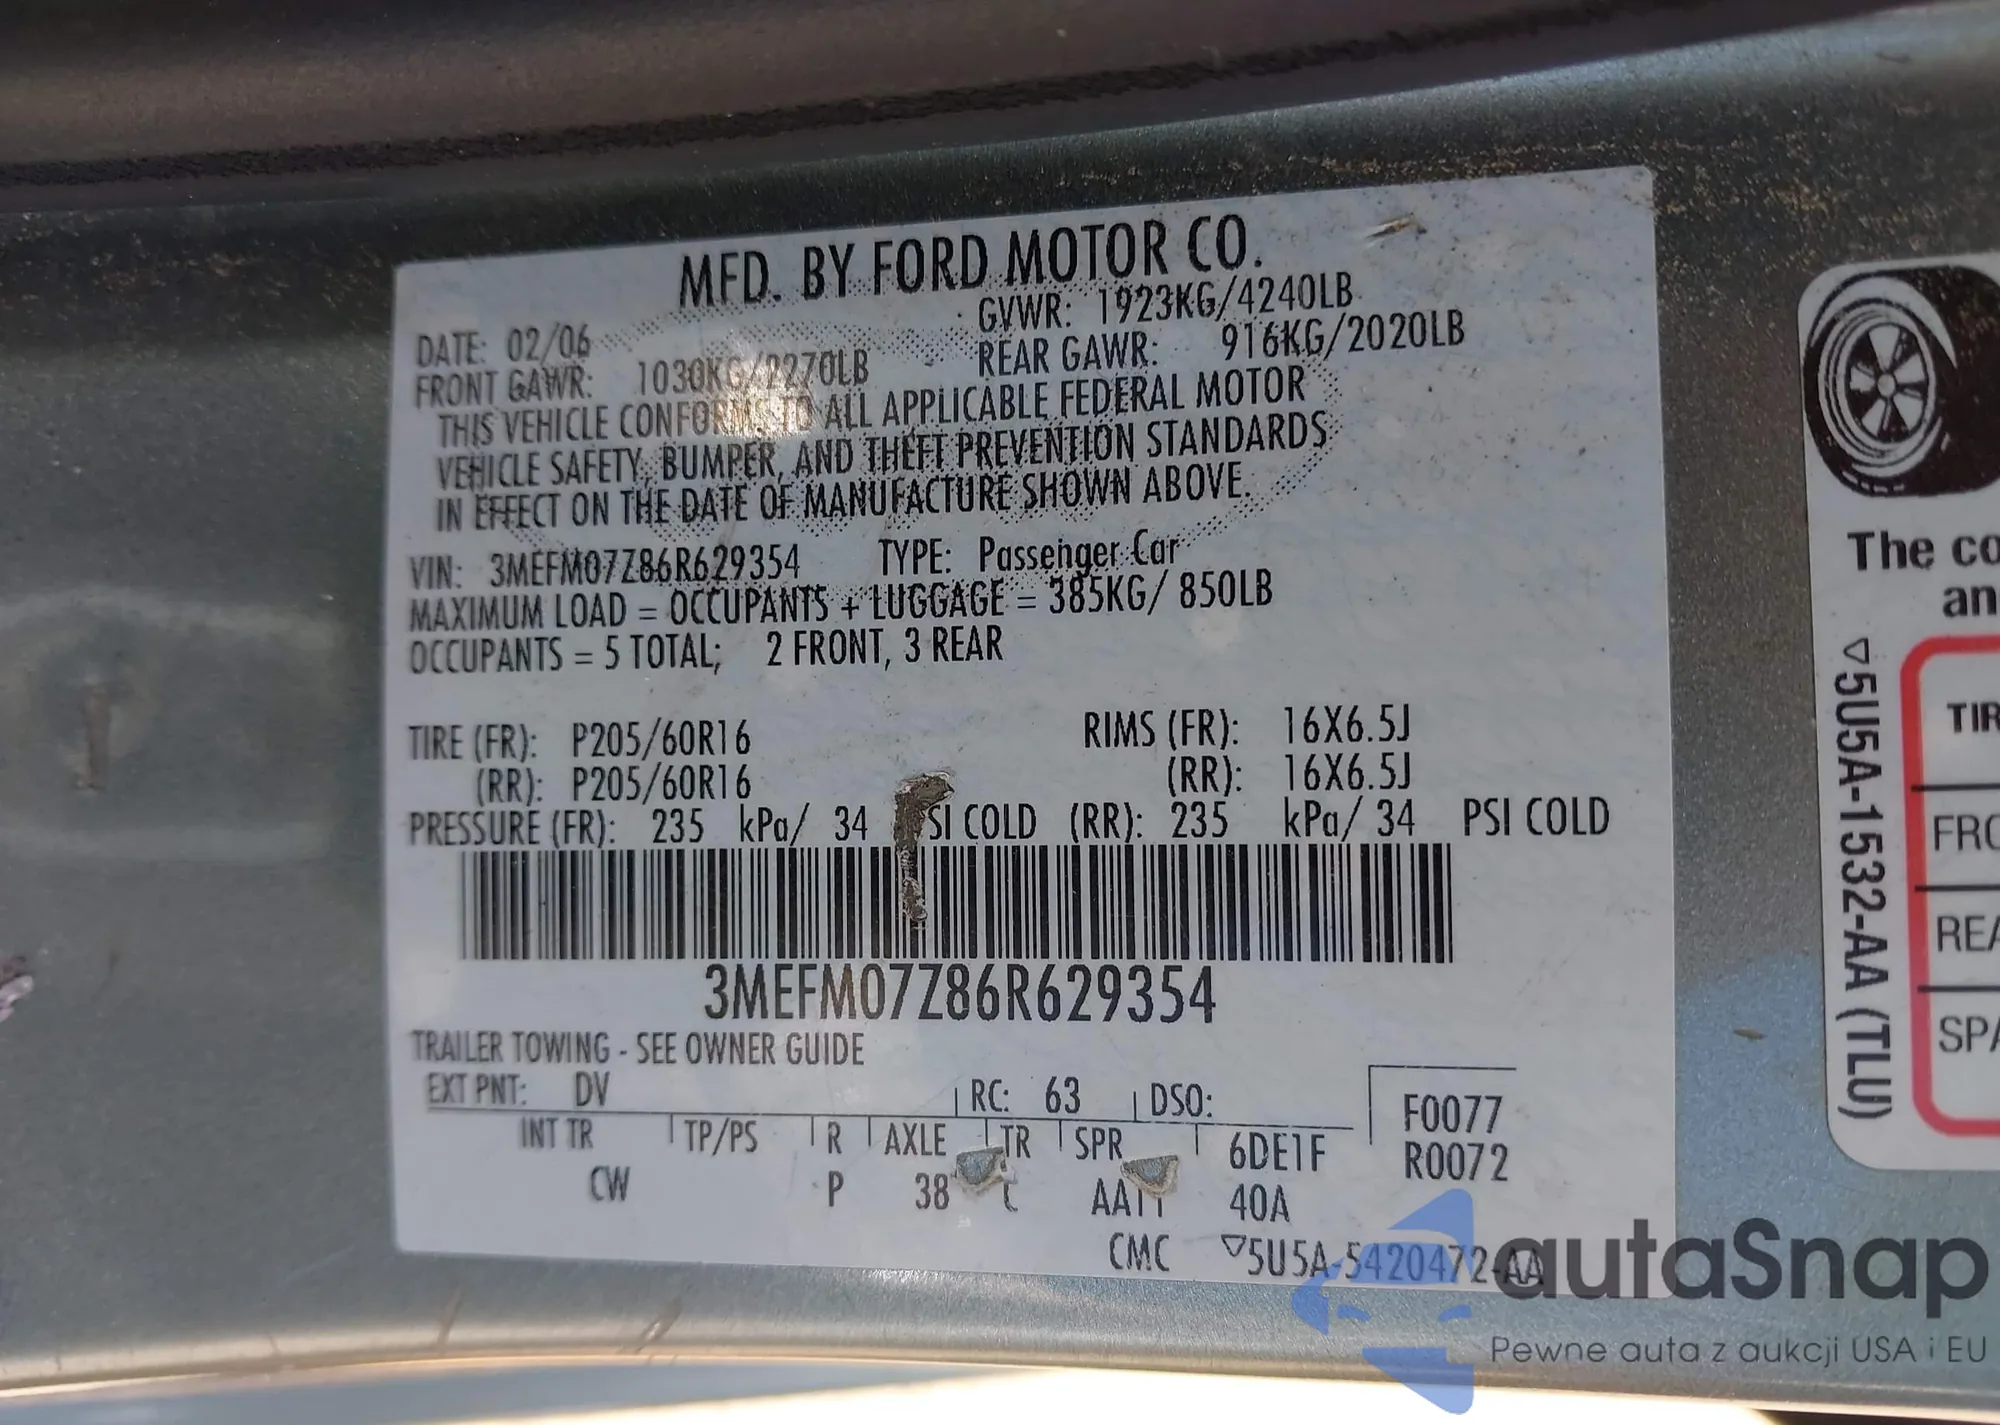 MFD. BY FORD MOTOR CO.
DATE: 02/06 GVWR: 1923KG/4240LB
FRONT GAWR: 1030KG/2270LB REAR GAWR: 916KG/2020LB
THIS VEHICLE CONFORMS TO ALL APPLICABLE FEDERAL MOTOR
VEHICLE SAFETY, BUMPER, AND THEFT PREVENTION STANDARDS
IN EFFECT ON THE DATE OF MANUFACTURE SHOWN ABOVE.
VIN: 3MEFM07Z86R629354 TYPE: Passenger Car
MAXIMUM LOAD = OCCUPANTS + LUGGAGE = 385KG/ 850LB
OCCUPANTS = 5 TOTAL; 2 FRONT, 3 REAR
TIRE (FR): P205/60R16 RIMS (FR): 16X6.5J
(RR): P205/60R16 (RR): 16X6.5J
PRESSURE (FR): 235 kPa/ 34 SI COLD (RR): 235 kPa/ 34 PSI COLD
3MEFM07Z86R629354
TRAILER TOWING - SEE OWNER GUIDE
EXT PNT: DV RC: 63 DSO: F0077
INT TR TP/PS R AXLE TR SPR 6DE1F R0072
CW P 38 40A
CMC ▽5U5A-5420472-AA
The co
an
▽5U5A-1532-AA (TLU)
TIR
FRO
REA
SPA
autaSnap
Pewne auta z aukcji USA i EU